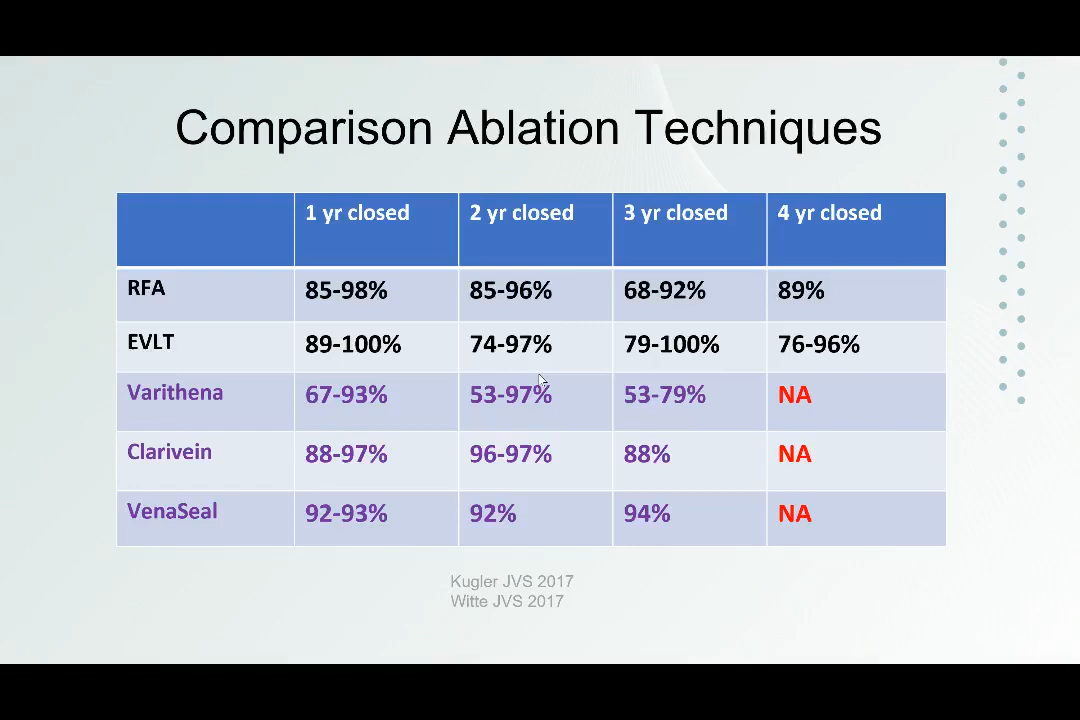 Comparison Ablation Techniques
1 yr closed 2 yr closed 3 yr closed 4 yr closed
RFA 85-98% 85-96% 68-92% 89%
EVLT 89-100% 74-97% 79-100% 76-96%
Varithena 67-93% 53-97% 53-79% NA
Clarivein 88-97% 96-97% 88% NA
VenaSeal 92-93% 92% 94% NA
Kugler JVS 2017
Witte JVS 2017